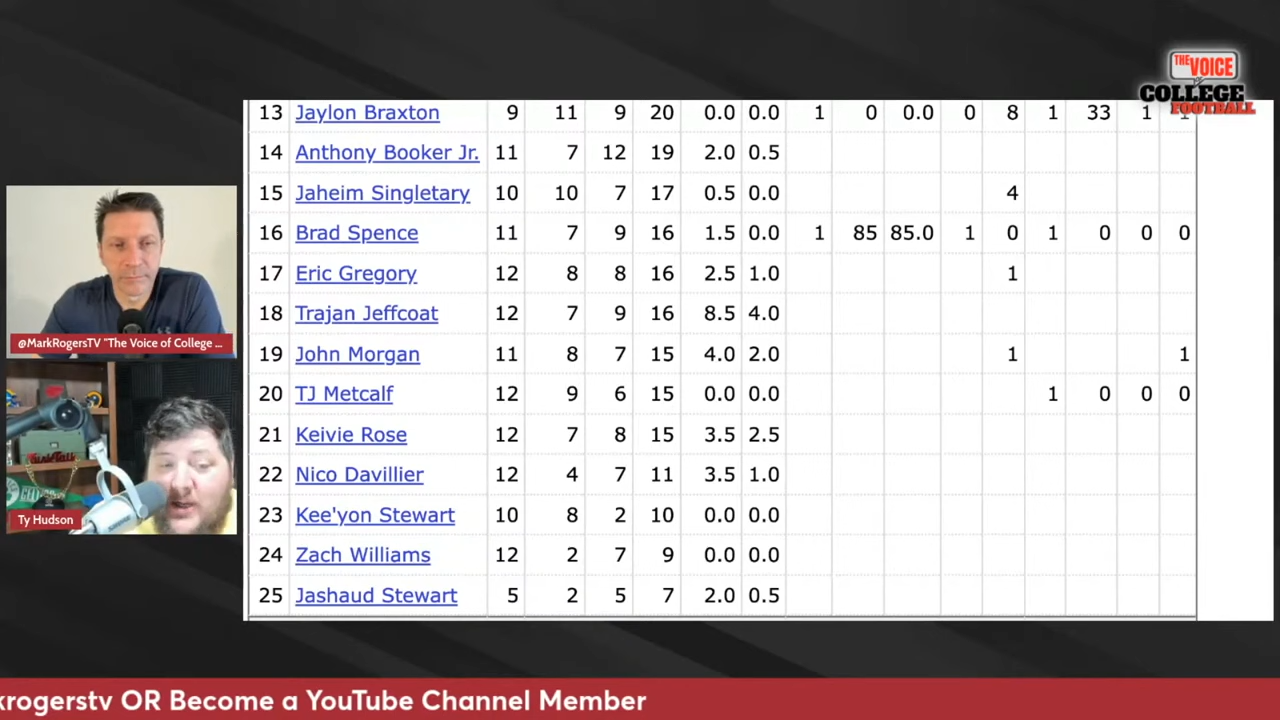 THE VOICE
of
COLLEGE
FOOTBALL
13 Jaylon Braxton 9 11 9 20 0.0 0.0 1 0 0.0 0 8 1 33 1 1
14 Anthony Booker Jr. 11 7 12 19 2.0 0.5
15 Jaheim Singletary 10 10 7 17 0.5 0.0 4
16 Brad Spence 11 7 9 16 1.5 0.0 1 85 85.0 1 0 1 0 0 0
17 Eric Gregory 12 8 8 16 2.5 1.0 1
18 Trajan Jeffcoat 12 7 9 16 8.5 4.0
19 John Morgan 11 8 7 15 4.0 2.0 1 1
20 TJ Metcalf 12 9 6 15 0.0 0.0 1 0 0 0
21 Keivie Rose 12 7 8 15 3.5 2.5
22 Nico Davillier 12 4 7 11 3.5 1.0
23 Kee'yon Stewart 10 8 2 10 0.0 0.0
24 Zach Williams 12 2 7 9 0.0 0.0
25 Jashaud Stewart 5 2 5 7 2.0 0.5
@MarkRogersTV "The Voice of College ...
Ty Hudson
krogerstv OR Become a YouTube Channel Member